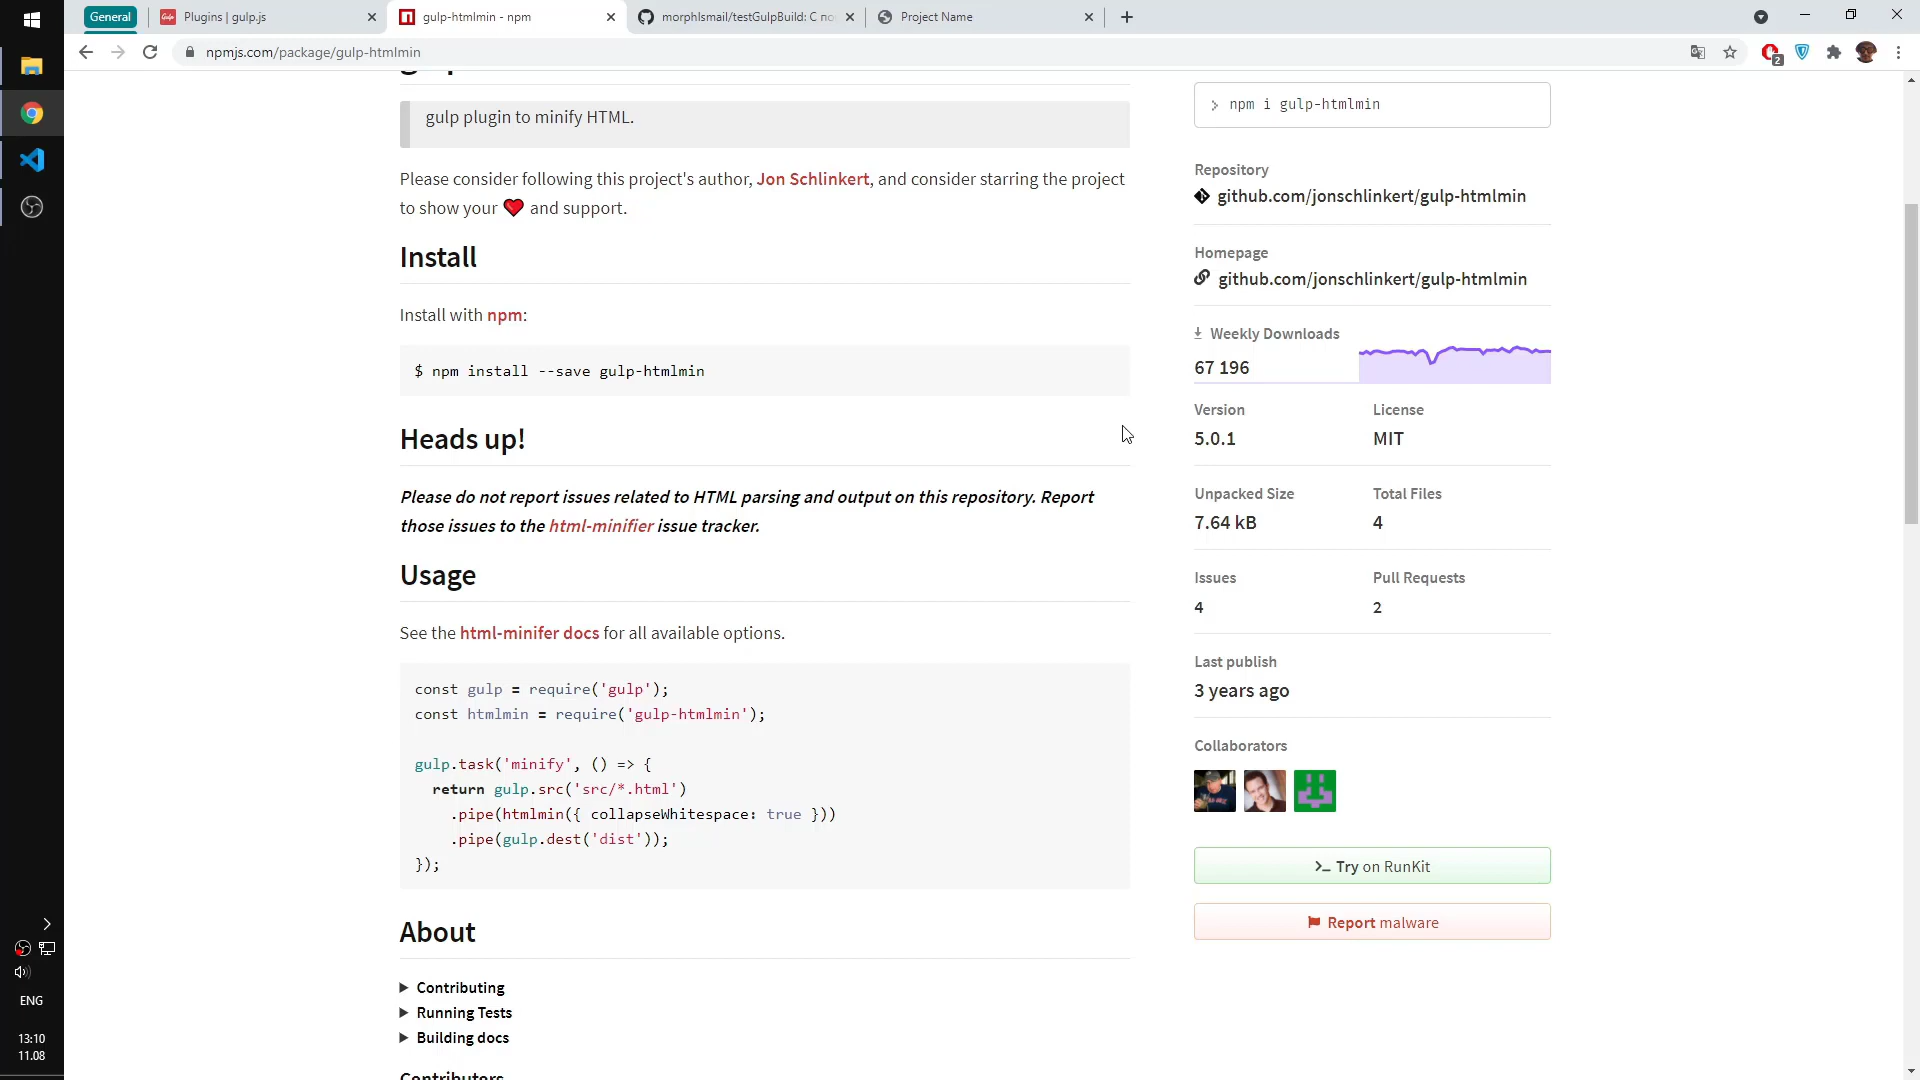 General
Plugins | gulp.js
gulp-htmlmin - npm
morphIsmail/testGulpBuild: С
Project Name
npmjs.com/package/gulp-htmlmin
2
gulp plugin to minify HTML.
Please consider following this project's author, Jon Schlinkert, and consider starring the project
to show your ❤ and support.
Install
Install with npm:
$ npm install --save gulp-htmlmin
Heads up!
Please do not report issues related to HTML parsing and output on this repository. Report
those issues to the html-minifier issue tracker.
Usage
See the html-minifer docs for all available options.
const gulp = require('gulp');
const htmlmin = require('gulp-htmlmin');
gulp.task('minify', () => {
return gulp.src('src/*.html')
.pipe(htmlmin({ collapseWhitespace: true }))
.pipe(gulp.dest('dist'));
});
About
Contributing
Running Tests
Building docs
Contributors
> npm i gulp-htmlmin
Repository
github.com/jonschlinkert/gulp-htmlmin
Homepage
github.com/jonschlinkert/gulp-htmlmin
Weekly Downloads
67 196
Version
License
5.0.1
MIT
Unpacked Size
Total Files
7.64 kB
4
Issues
Pull Requests
4
2
Last publish
3 years ago
Collaborators
Try on RunKit
Report malware
ENG
13:10
11.08